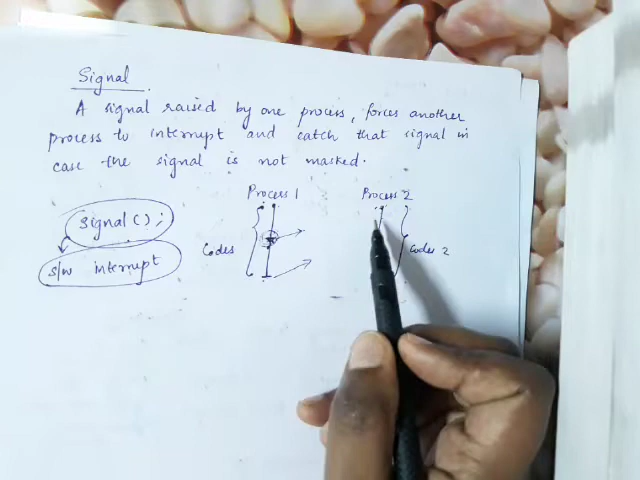 Signal
A signal raised by one process, forces another
process to interrupt and catch that signal in
case the signal is not masked.
Process 1 Process 2
Signal();
Codes Codes 2
s/w interrupt